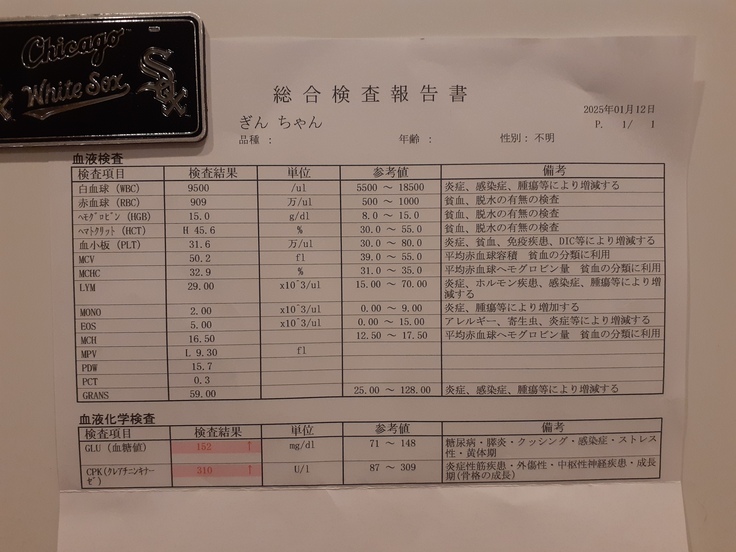 Chicago
White Sox
Sox
総合検査報告書
2025年01月12日
P. 1/ 1
ぎん ちゃん
品種 : 年齢 : 性別 : 不明
血液検査
検査項目 検査結果 単位 参考値 備考
白血球 (WBC) 9500 /ul 5500 ～ 18500 炎症、感染症、腫瘍等により増減する
赤血球 (RBC) 909 万/ul 500 ～ 1000 貧血、脱水の有無の検査
ﾍﾓｸﾞﾛﾋﾞﾝ (HGB) 15.0 g/dl 8.0 ～ 15.0 貧血、脱水の有無の検査
ﾍﾏﾄｸﾘｯﾄ (HCT) H 45.6 % 30.0 ～ 55.0 貧血、脱水の有無の検査
血小板 (PLT) 31.6 万/ul 30.0 ～ 80.0 炎症、貧血、免疫疾患、DIC等により増減する
MCV 50.2 fl 39.0 ～ 55.0 平均赤血球容積 貧血の分類に利用
MCHC 32.9 % 31.0 ～ 35.0 平均赤血球ヘモグロビン量 貧血の分類に利用
LYM 29.00 x10^3/ul 15.00 ～ 70.00 炎症、ホルモン疾患、感染症、腫瘍等により増減する
MONO 2.00 x10^3/ul 0.00 ～ 9.00 炎症、腫瘍等により増加する
EOS 5.00 x10^3/ul 0.00 ～ 15.00 アレルギー、寄生虫、炎症等により増減する
MCH 16.50 12.50 ～ 17.50 平均赤血球ヘモグロビン量 貧血の分類に利用
MPV L 9.30 fl
PDW 15.7
PCT 0.3
GRANS 59.00 25.00 ～ 128.00 炎症、感染症、腫瘍等により増減する
血液化学検査
検査項目 検査結果 単位 参考値 備考
GLU (血糖値) 152 ↑ mg/dl 71 ～ 148 糖尿病・膵炎・クッシング・感染症・ストレス性・黄体期
CPK(ｸﾚｱﾁﾆﾝｷﾅｰｾﾞ) 310 ↑ U/l 87 ～ 309 炎症性筋疾患・外傷性・中枢性神経疾患・成長期(骨格の成長)